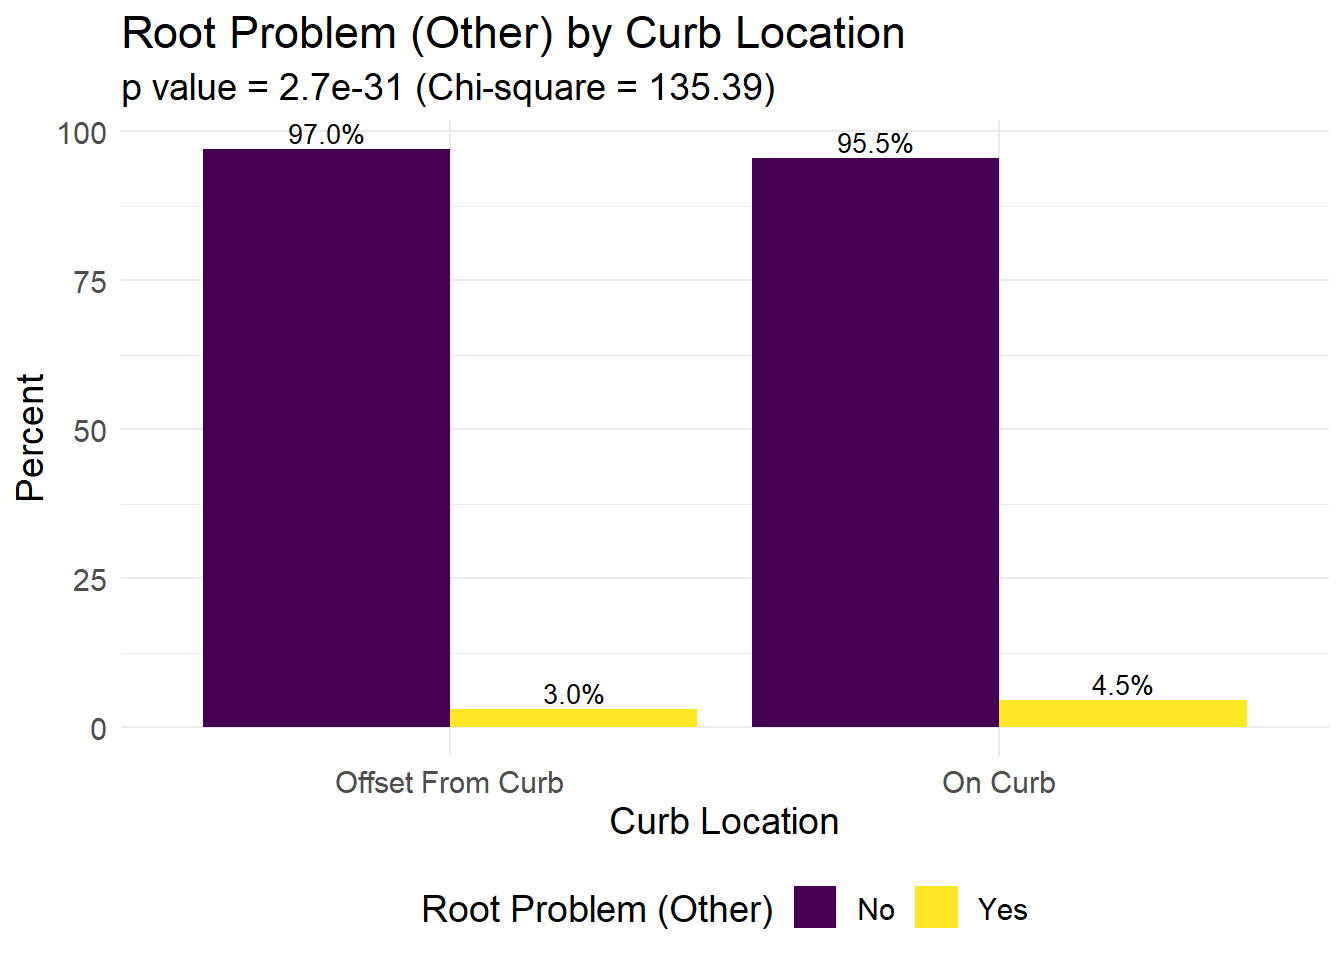 Root Problem (Other) by Curb Location
p value = 2.7e-31 (Chi-square = 135.39)
100
75
50
25
0
Percent
97.0%
3.0%
95.5%
4.5%
Offset From Curb
On Curb
Curb Location
Root Problem (Other) No Yes